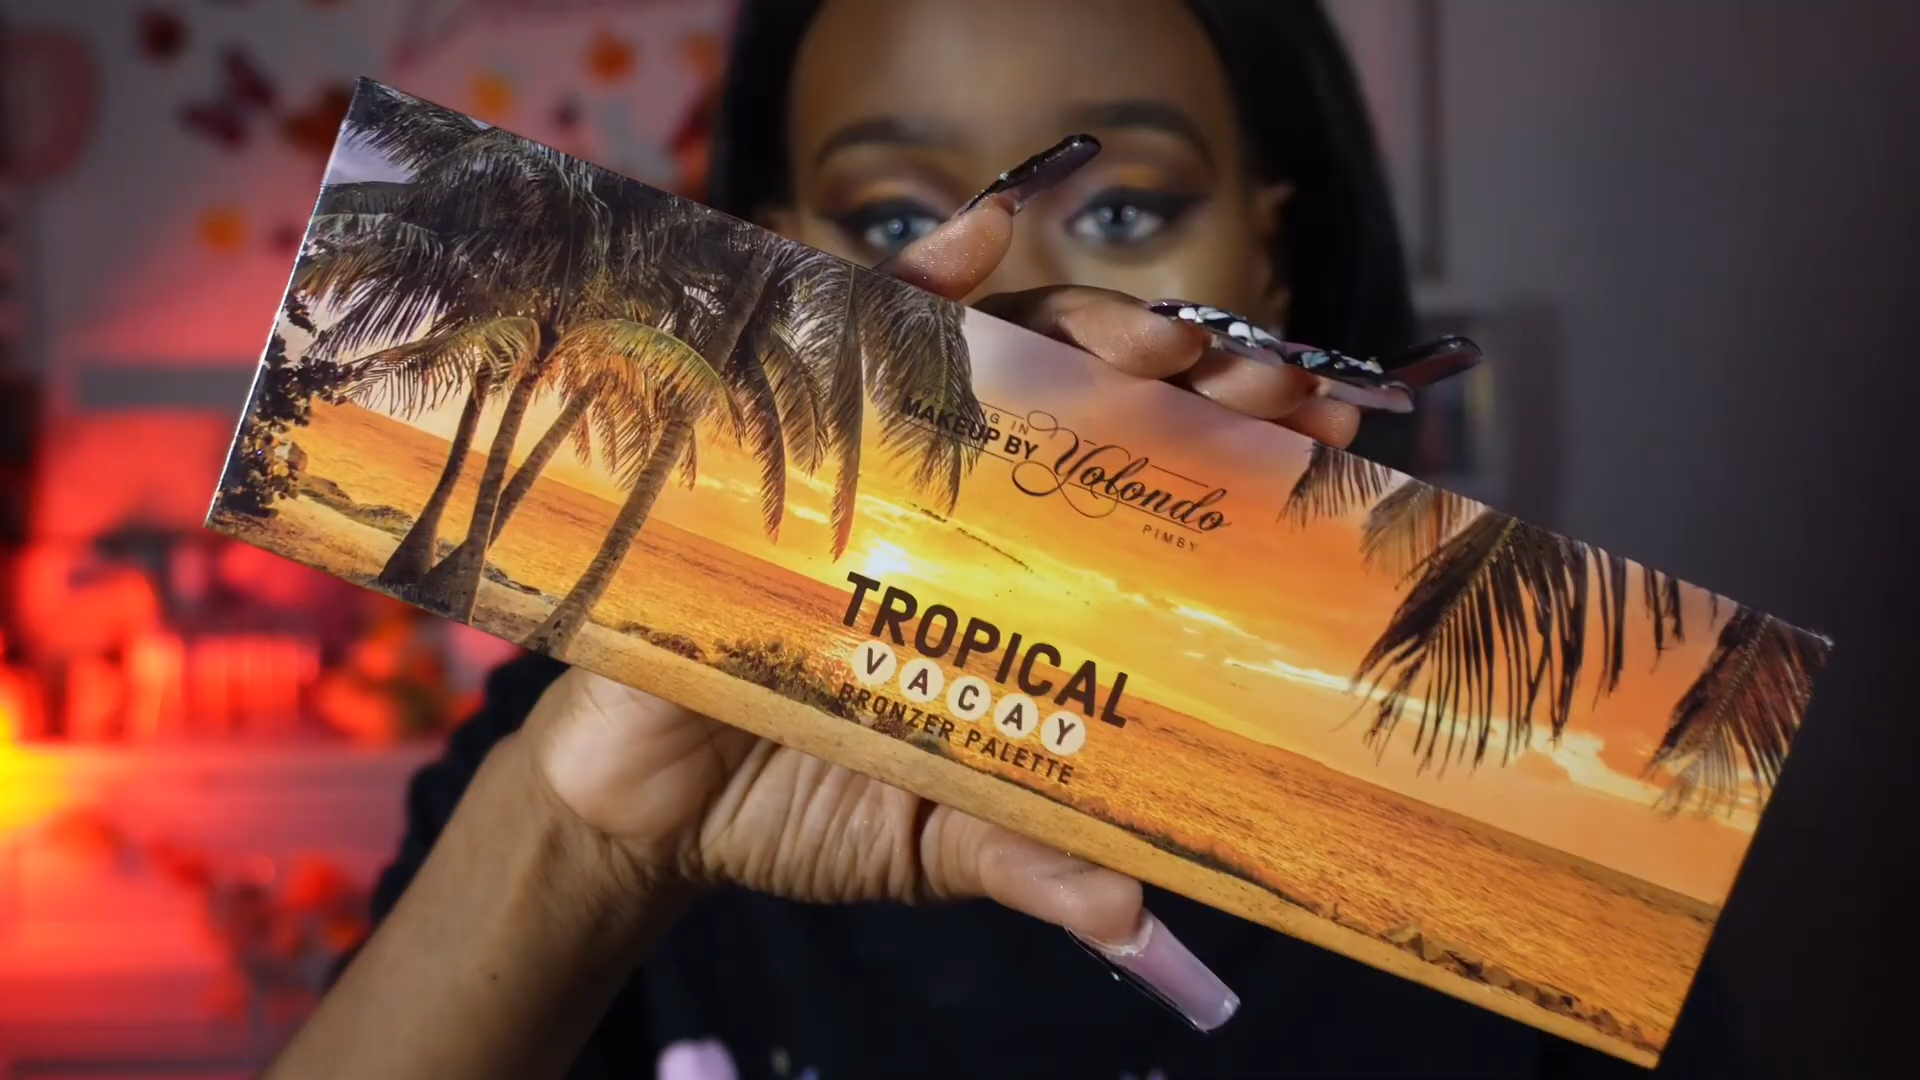 MAKEUP BY Yolondo
PIMBY
TROPICAL
VACAY
BRONZER PALETTE